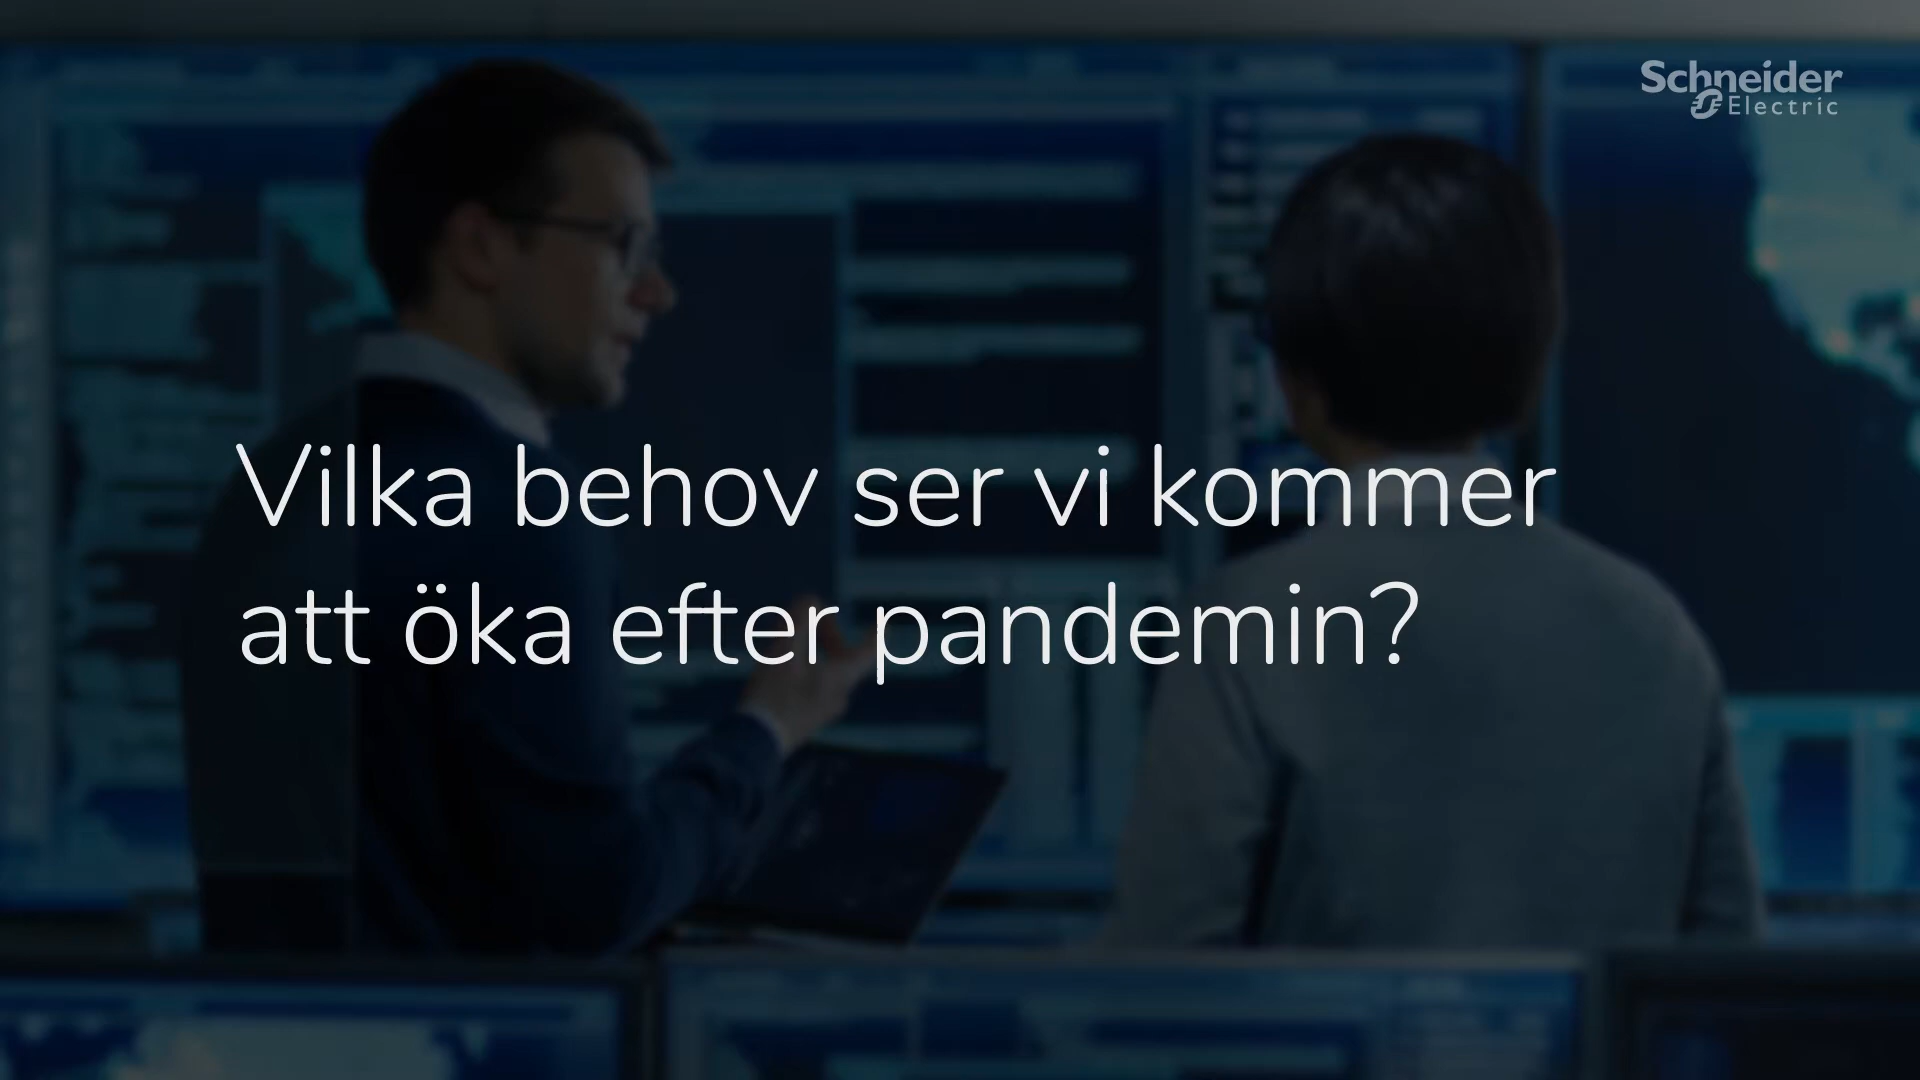 Schneider
Electric
Vilka behov ser vi kommer
att öka efter pandemin?